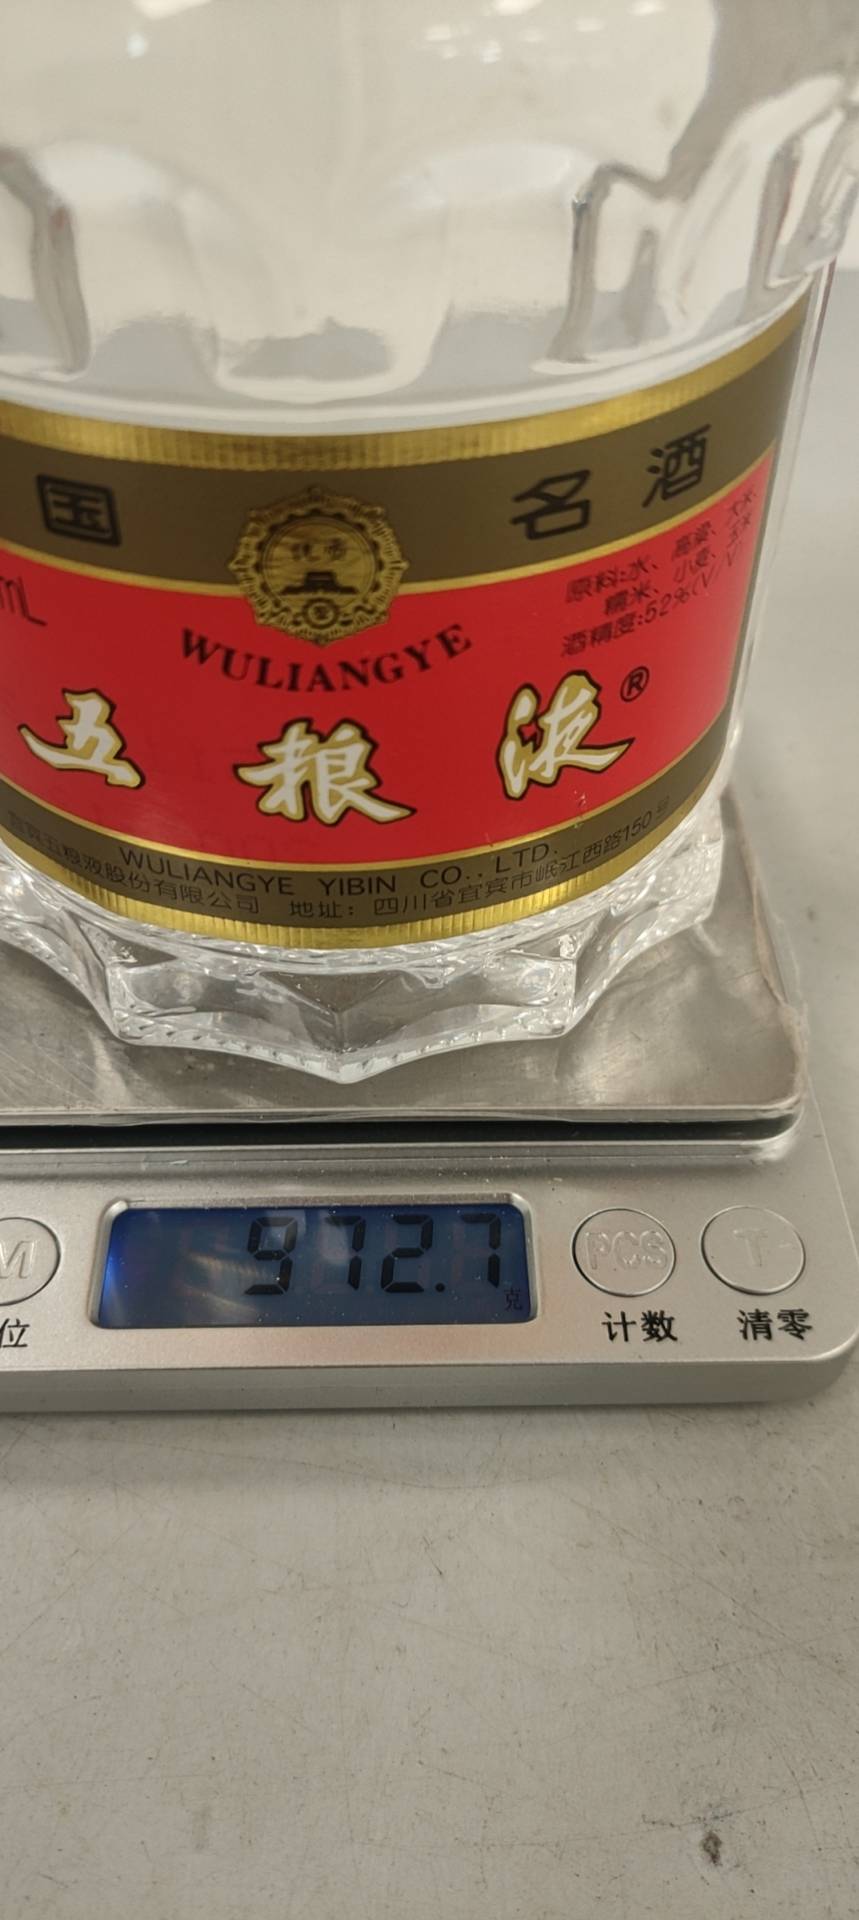 国 名 酒
mL
原料:水、高粱、大米、
糯米、小麦、玉米
酒精度:52%(V/V)
WULIANGYE
五粮液®
WULIANGYE YIBIN CO.,LTD.
宜宾五粮液股份有限公司 地址：四川省宜宾市岷江西路150号
972.7
克
M
PCS
T
位
计数
清零